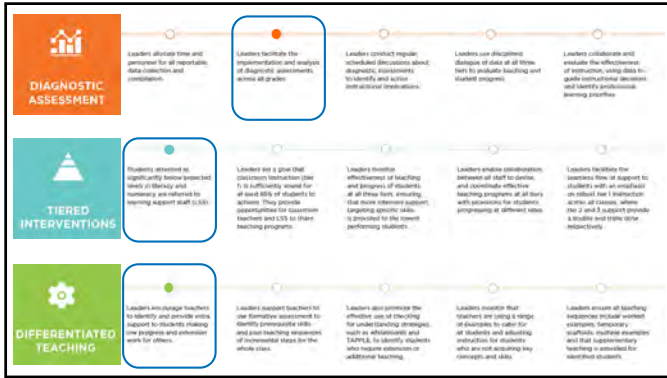 DIAGNOSTIC
ASSESSMENT
Leaders allocate time and
personnel for all reportable
data collection and
compilation.
Leaders facilitate the
implementation and analysis
of diagnostic assessments
across all grades
Leaders conduct regular,
scheduled discussions about
diagnostic assessments
to identify and action
instructional implications.
Leaders use disciplined
dialogue of data at all three
tiers to evaluate teaching and
student progress.
Leaders collaborate and
evaluate the effectiveness
of instruction, using data to
guide instructional decisions
and identify professional
learning priorities
TIERED
INTERVENTIONS
Students assessed as
significantly below expected
levels in literacy and
numeracy are referred to
learning support staff (LSS).
Leaders set a goal that
classroom instruction (tier
1) is sufficiently sound for
at least 85% of students to
achieve. They provide
opportunities for classroom
teachers and LSS to share
teaching programs.
Leaders monitor
effectiveness of teaching
and progress of students
at all three tiers, ensuring
that more intensive support,
targeting specific skills
is provided to the lowest
performing students.
Leaders enable collaboration
between all staff to devise
and coordinate effective
teaching programs at all tiers
with provisions for students
progressing at different rates.
Leaders facilitate the
seamless flow of support to
students with an emphasis
on robust tier 1 instruction
across all classes, where
tier 2 and 3 support provide
a double and triple dose
respectively.
DIFFERENTIATED
TEACHING
Leaders encourage teachers
to identify and provide extra
support to students making
low progress and extension
work for others.
Leaders support teachers to
use formative assessment to
identify prerequisite skills
and plan teaching sequences
of incremental steps for the
whole class.
Leaders also promote the
effective use of checking
for understanding strategies,
such as whiteboards and
TAPPLE, to identify students
who require extension or
additional teaching.
Leaders monitor that
teachers are using a range
of examples to cater for
all students and adjusting
instruction for students
who are not acquiring key
concepts and skills.
Leaders ensure all teaching
sequences include worked
examples, temporary
scaffolds, multiple examples
and that supplementary
teaching is provided for
identified students.